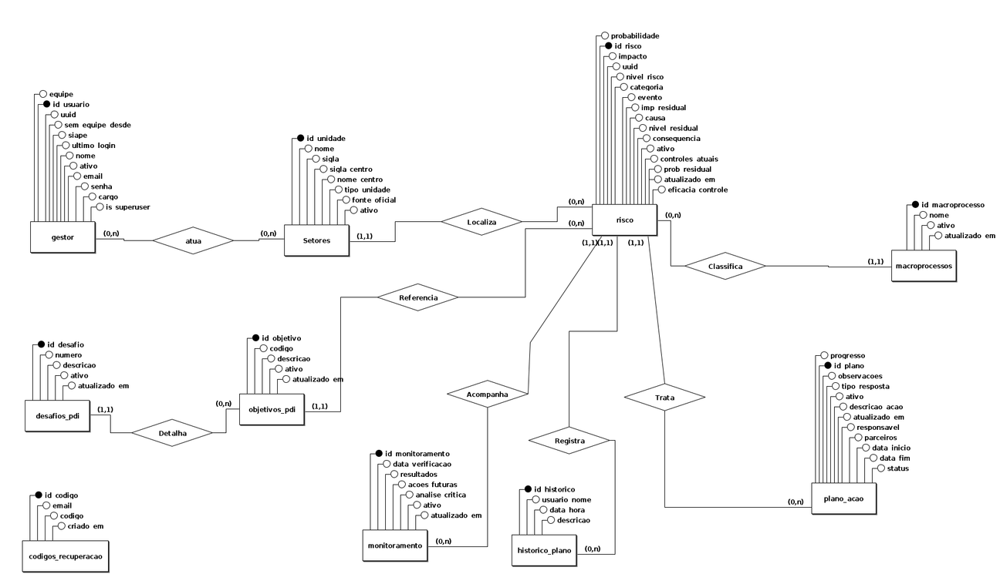 probabilidade
id risco
impacto
uuid
nivel risco
categoria
evento
imp residual
causa
nivel residual
consequencia
ativo
controles atuais
prob residual
atualizado em
eficacia controle
risco
(0,n)
(0,n)
(0,n)
(1,1)
(1,1)
(1,1)
equipe
id usuario
uuid
sem equipe desde
siape
ultimo login
nome
ativo
email
senha
cargo
is superuser
gestor
(0,n)
atua
(0,n)
id unidade
nome
sigla
sigla centro
nome centro
tipo unidade
fonte oficial
ativo
Setores
(1,1)
Localiza
Referencia
Classifica
(1,1)
id macroprocesso
nome
ativo
atualizado em
macroprocessos
id desafio
numero
descricao
ativo
atualizado em
desafios_pdi
(1,1)
Detalha
(0,n)
id objetivo
codigo
descricao
ativo
atualizado em
objetivos_pdi
(1,1)
Acompanha
Registra
Trata
progresso
id plano
observacoes
tipo resposta
ativo
descricao acao
atualizado em
responsavel
parceiros
data inicio
data fim
status
plano_acao
(0,n)
id codigo
email
codigo
criado em
codigos_recuperacao
id monitoramento
data verificacao
resultados
acoes futuras
analise critica
ativo
atualizado em
monitoramento
(0,n)
id historico
usuario nome
data hora
descricao
historico_plano
(0,n)